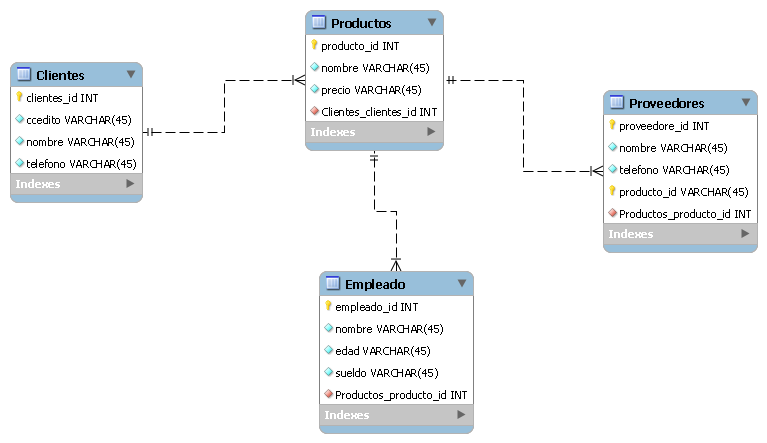 Productos
producto_id INT
nombre VARCHAR(45)
precio VARCHAR(45)
Clientes_clientes_id INT
Indexes
Clientes
clientes_id INT
ccedito VARCHAR(45)
nombre VARCHAR(45)
telefono VARCHAR(45)
Indexes
Proveedores
proveedore_id INT
nombre VARCHAR(45)
telefono VARCHAR(45)
producto_id VARCHAR(45)
Productos_producto_id INT
Indexes
Empleado
empleado_id INT
nombre VARCHAR(45)
edad VARCHAR(45)
sueldo VARCHAR(45)
Productos_producto_id INT
Indexes